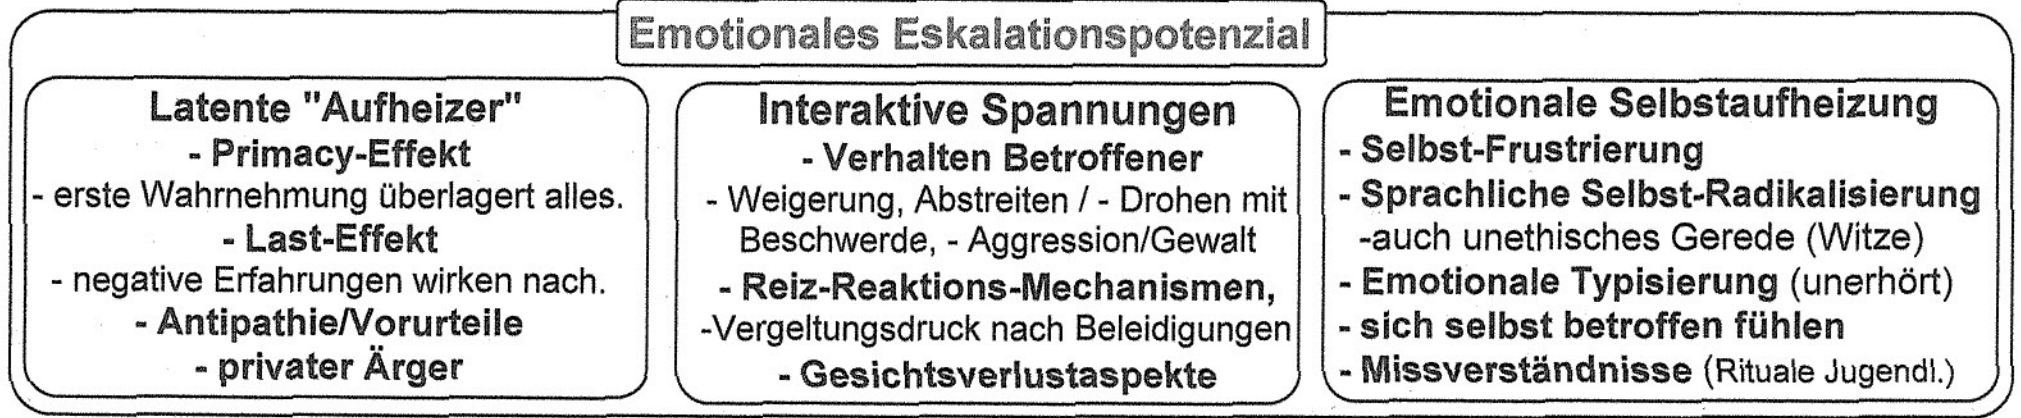 Emotionales Eskalationspotenzial
Latente "Aufheizer"
- Primacy-Effekt
- erste Wahrnehmung überlagert alles.
- Last-Effekt
- negative Erfahrungen wirken nach.
- Antipathie/Vorurteile
- privater Ärger
Interaktive Spannungen
- Verhalten Betroffener
- Weigerung, Abstreiten / - Drohen mit
Beschwerde, - Aggression/Gewalt
- Reiz-Reaktions-Mechanismen,
-Vergeltungsdruck nach Beleidigungen
- Gesichtsverlustaspekte
Emotionale Selbstaufheizung
- Selbst-Frustrierung
- Sprachliche Selbst-Radikalisierung
-auch unethisches Gerede (Witze)
- Emotionale Typisierung (unerhört)
- sich selbst betroffen fühlen
- Missverständnisse (Rituale Jugendl.)